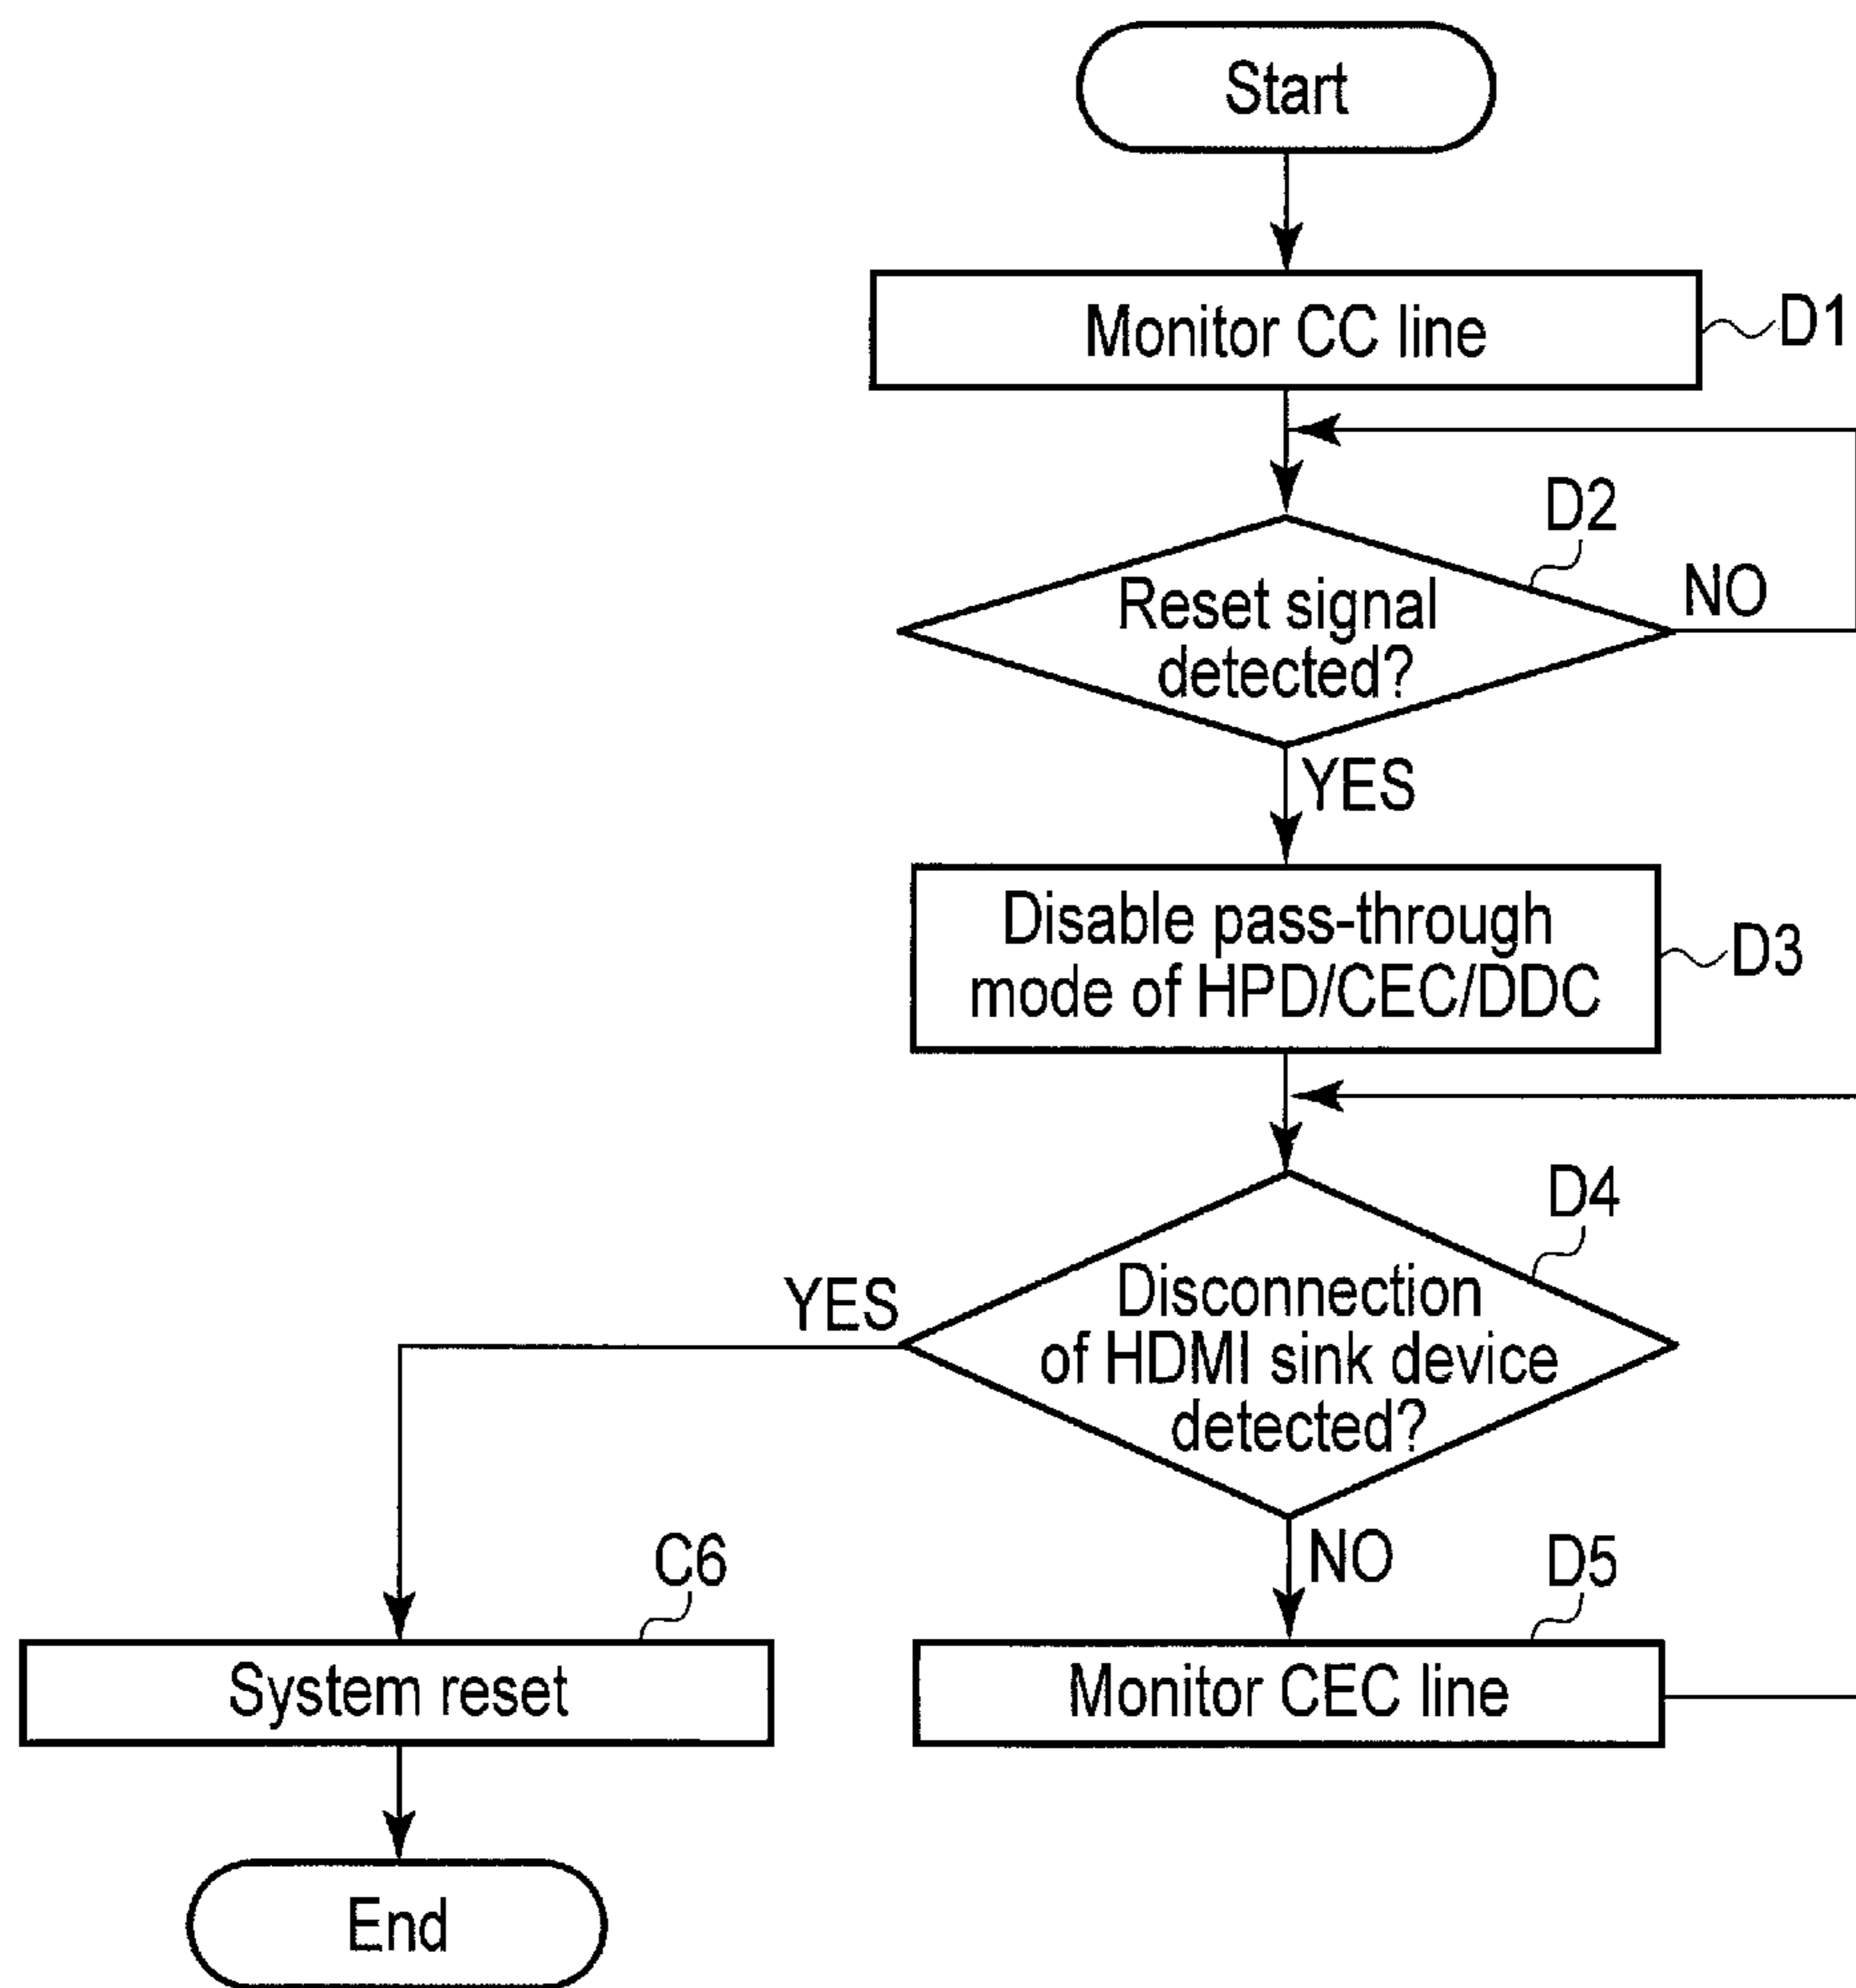 Start
Monitor CC line
D1
D2
Reset signal
detected?
NO
YES
Disable pass-through
mode of HPD/CEC/DDC
D3
D4
Disconnection
of HDMI sink device
detected?
YES
NO
C6
System reset
D5
Monitor CEC line
End